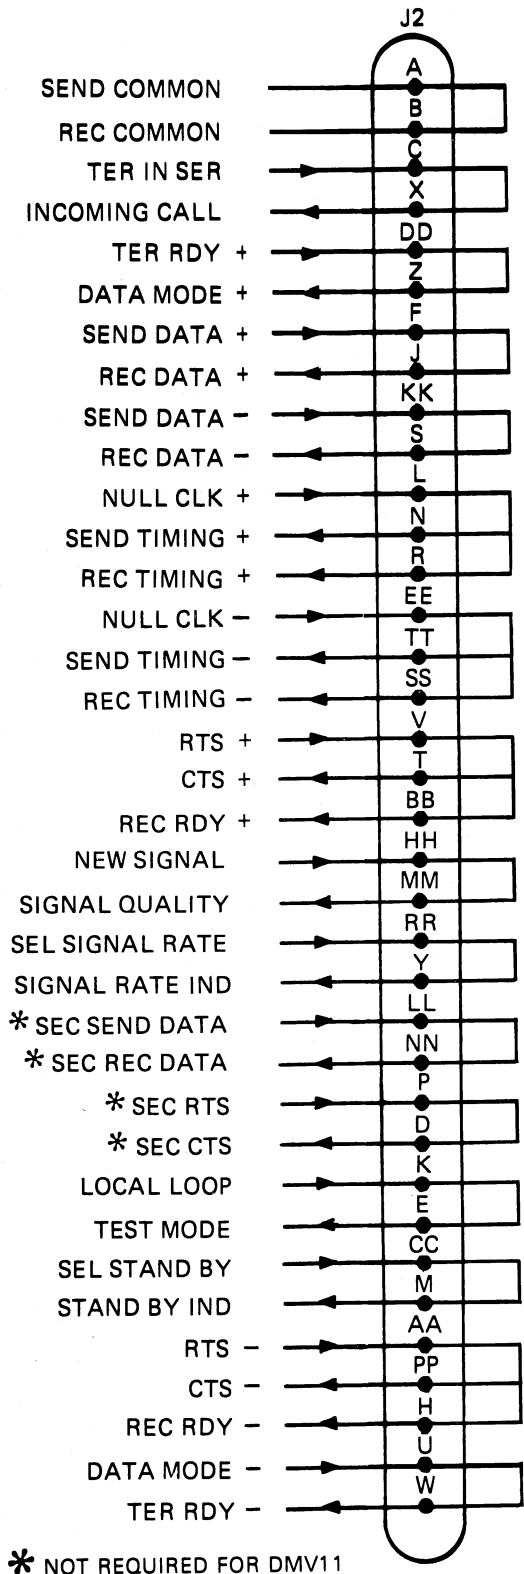 J2
A
SEND COMMON
B
REC COMMON
C
TER IN SER
X
INCOMING CALL
DD
TER RDY +
Z
DATA MODE +
F
SEND DATA +
J
REC DATA +
KK
SEND DATA –
S
REC DATA –
L
NULL CLK +
N
SEND TIMING +
R
REC TIMING +
EE
NULL CLK –
TT
SEND TIMING –
SS
REC TIMING –
V
RTS +
T
CTS +
BB
REC RDY +
HH
NEW SIGNAL
MM
SIGNAL QUALITY
RR
SEL SIGNAL RATE
Y
SIGNAL RATE IND
LL
* SEC SEND DATA
NN
* SEC REC DATA
P
* SEC RTS
D
* SEC CTS
K
LOCAL LOOP
E
TEST MODE
CC
SEL STAND BY
M
STAND BY IND
AA
RTS –
PP
CTS –
H
REC RDY –
U
DATA MODE –
W
TER RDY –
* NOT REQUIRED FOR DMV11